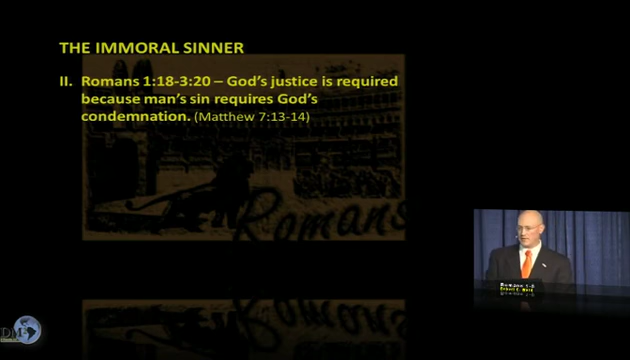 THE IMMORAL SINNER
II. Romans 1:18-3:20 – God's justice is required
because man's sin requires God's
condemnation. (Matthew 7:13-14)
Romans
Romans 1-8
DM